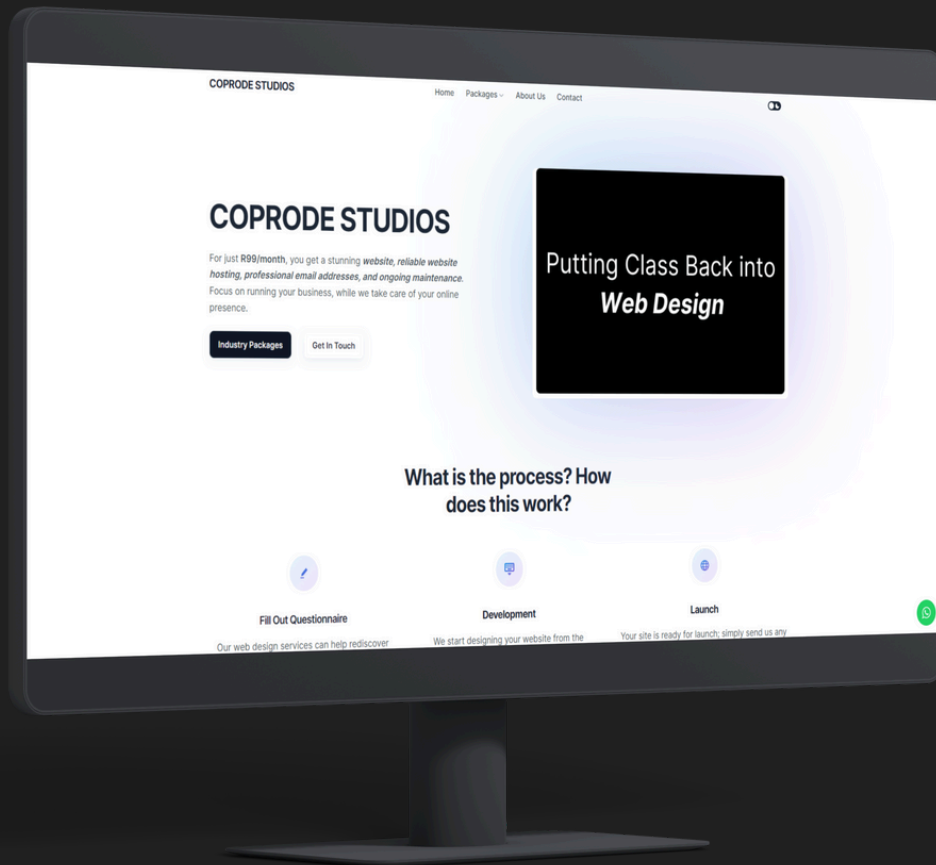 COPRODE STUDIOS
Home Packages About Us Contact
COPRODE STUDIOS
For just R99/month, you get a stunning website, reliable website
hosting, professional email addresses, and ongoing maintenance.
Focus on running your business, while we take care of your online
presence.
Industry Packages Get In Touch
Putting Class Back into
Web Design
What is the process? How
does this work?
Fill Out Questionnaire
Our web design services can help rediscover
Development
We start designing your website from the
Launch
Your site is ready for launch; simply send us any